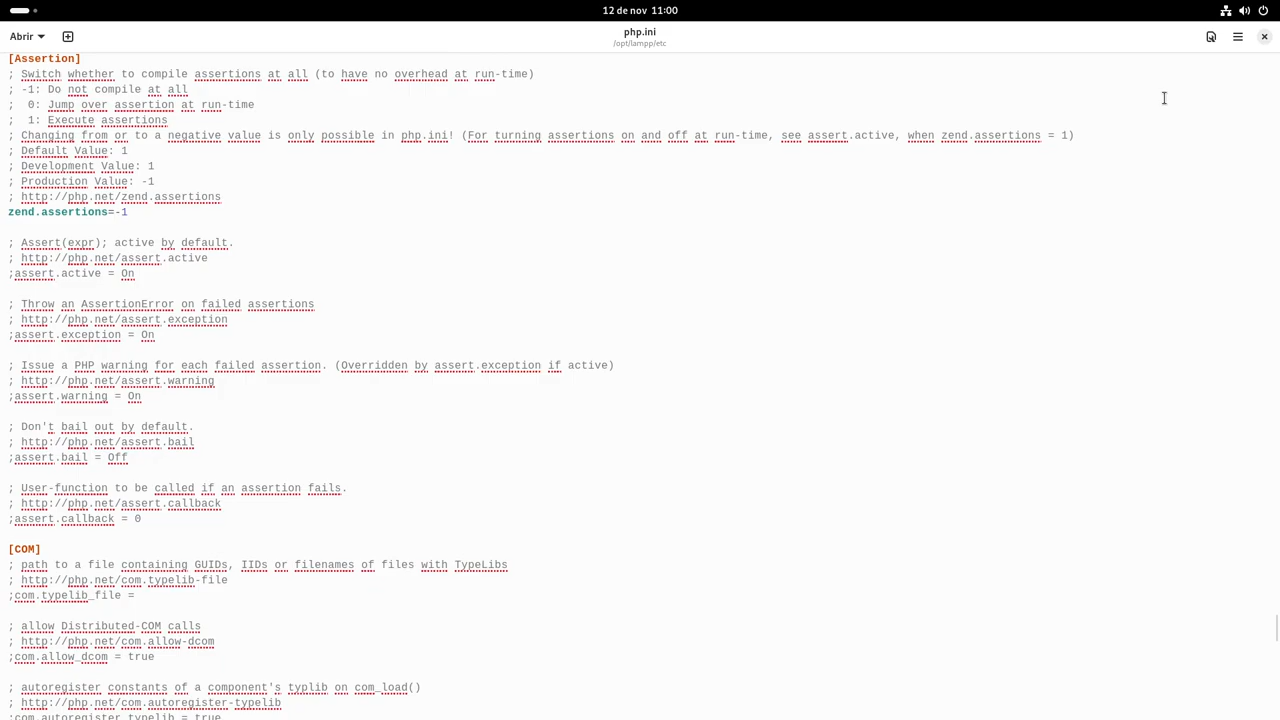 12 de nov 11:00
Abrir
php.ini
/opt/lampp/etc
[Assertion]
; Switch whether to compile assertions at all (to have no overhead at run-time)
; -1: Do not compile at all
;  0: Jump over assertion at run-time
;  1: Execute assertions
; Changing from or to a negative value is only possible in php.ini! (For turning assertions on and off at run-time, see assert.active, when zend.assertions = 1)
; Default Value: 1
; Development Value: 1
; Production Value: -1
; http://php.net/zend.assertions
zend.assertions=-1
; Assert(expr); active by default.
; http://php.net/assert.active
;assert.active = On
; Throw an AssertionError on failed assertions
; http://php.net/assert.exception
;assert.exception = On
; Issue a PHP warning for each failed assertion. (Overridden by assert.exception if active)
; http://php.net/assert.warning
;assert.warning = On
; Don't bail out by default.
; http://php.net/assert.bail
;assert.bail = Off
; User-function to be called if an assertion fails.
; http://php.net/assert.callback
;assert.callback = 0
[COM]
; path to a file containing GUIDs, IIDs or filenames of files with TypeLibs
; http://php.net/com.typelib-file
;com.typelib_file =
; allow Distributed-COM calls
; http://php.net/com.allow-dcom
;com.allow_dcom = true
; autoregister constants of a component's typlib on com_load()
; http://php.net/com.autoregister-typelib
;com.autoregister_typelib = true